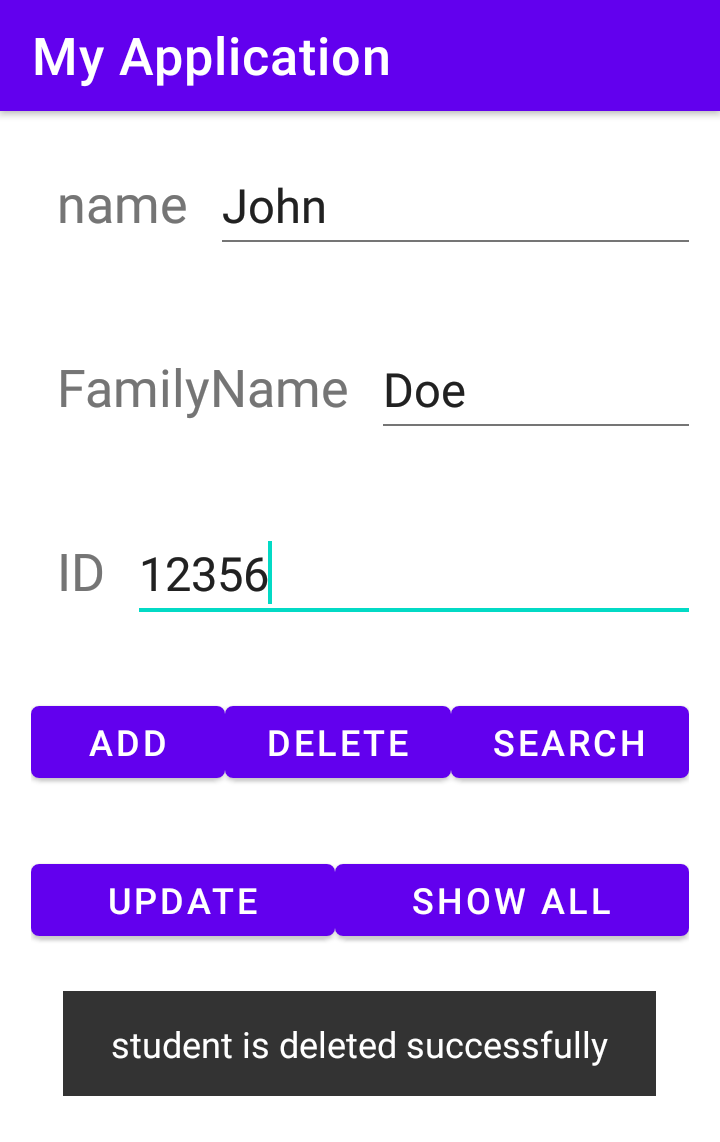 My Application
name John
FamilyName Doe
ID 12356
ADD DELETE SEARCH
UPDATE SHOW ALL
student is deleted successfully